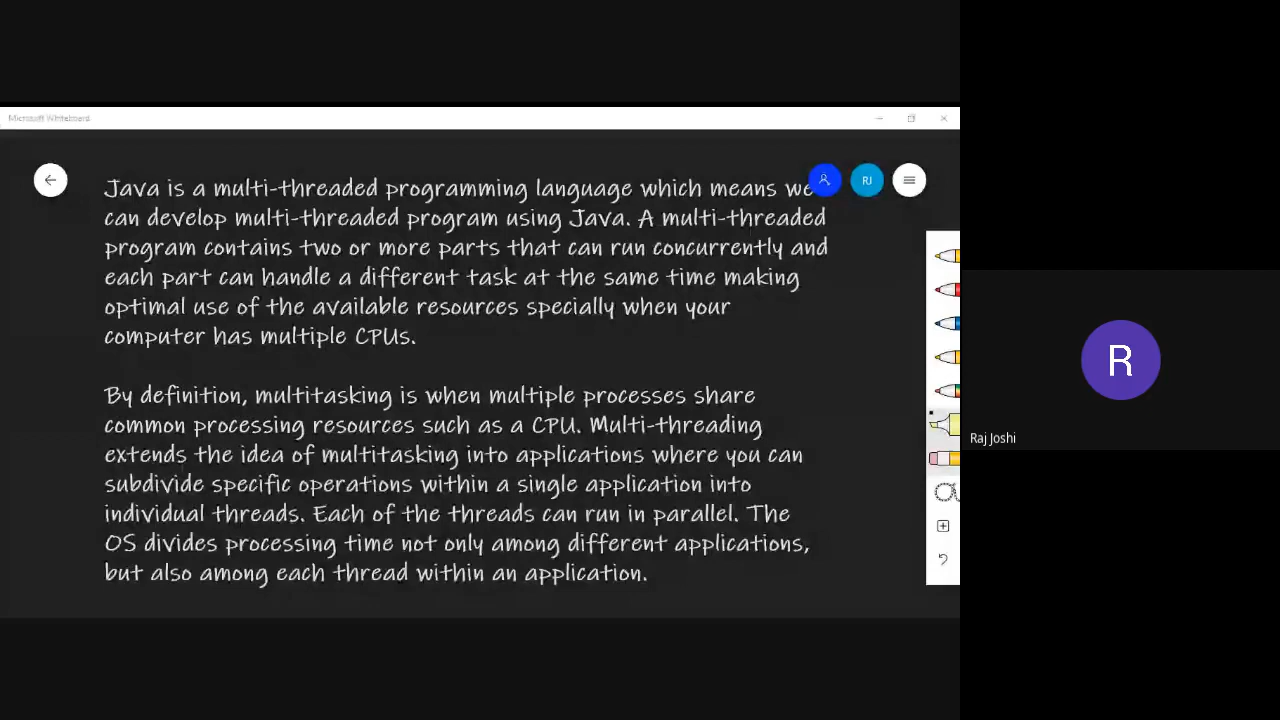 Microsoft Whiteboard
Java is a multi-threaded programming language which means we
can develop multi-threaded program using Java. A multi-threaded
program contains two or more parts that can run concurrently and
each part can handle a different task at the same time making
optimal use of the available resources specially when your
computer has multiple CPUs.
By definition, multitasking is when multiple processes share
common processing resources such as a CPU. Multi-threading
extends the idea of multitasking into applications where you can
subdivide specific operations within a single application into
individual threads. Each of the threads can run in parallel. The
OS divides processing time not only among different applications,
but also among each thread within an application.
RJ
R
Raj Joshi